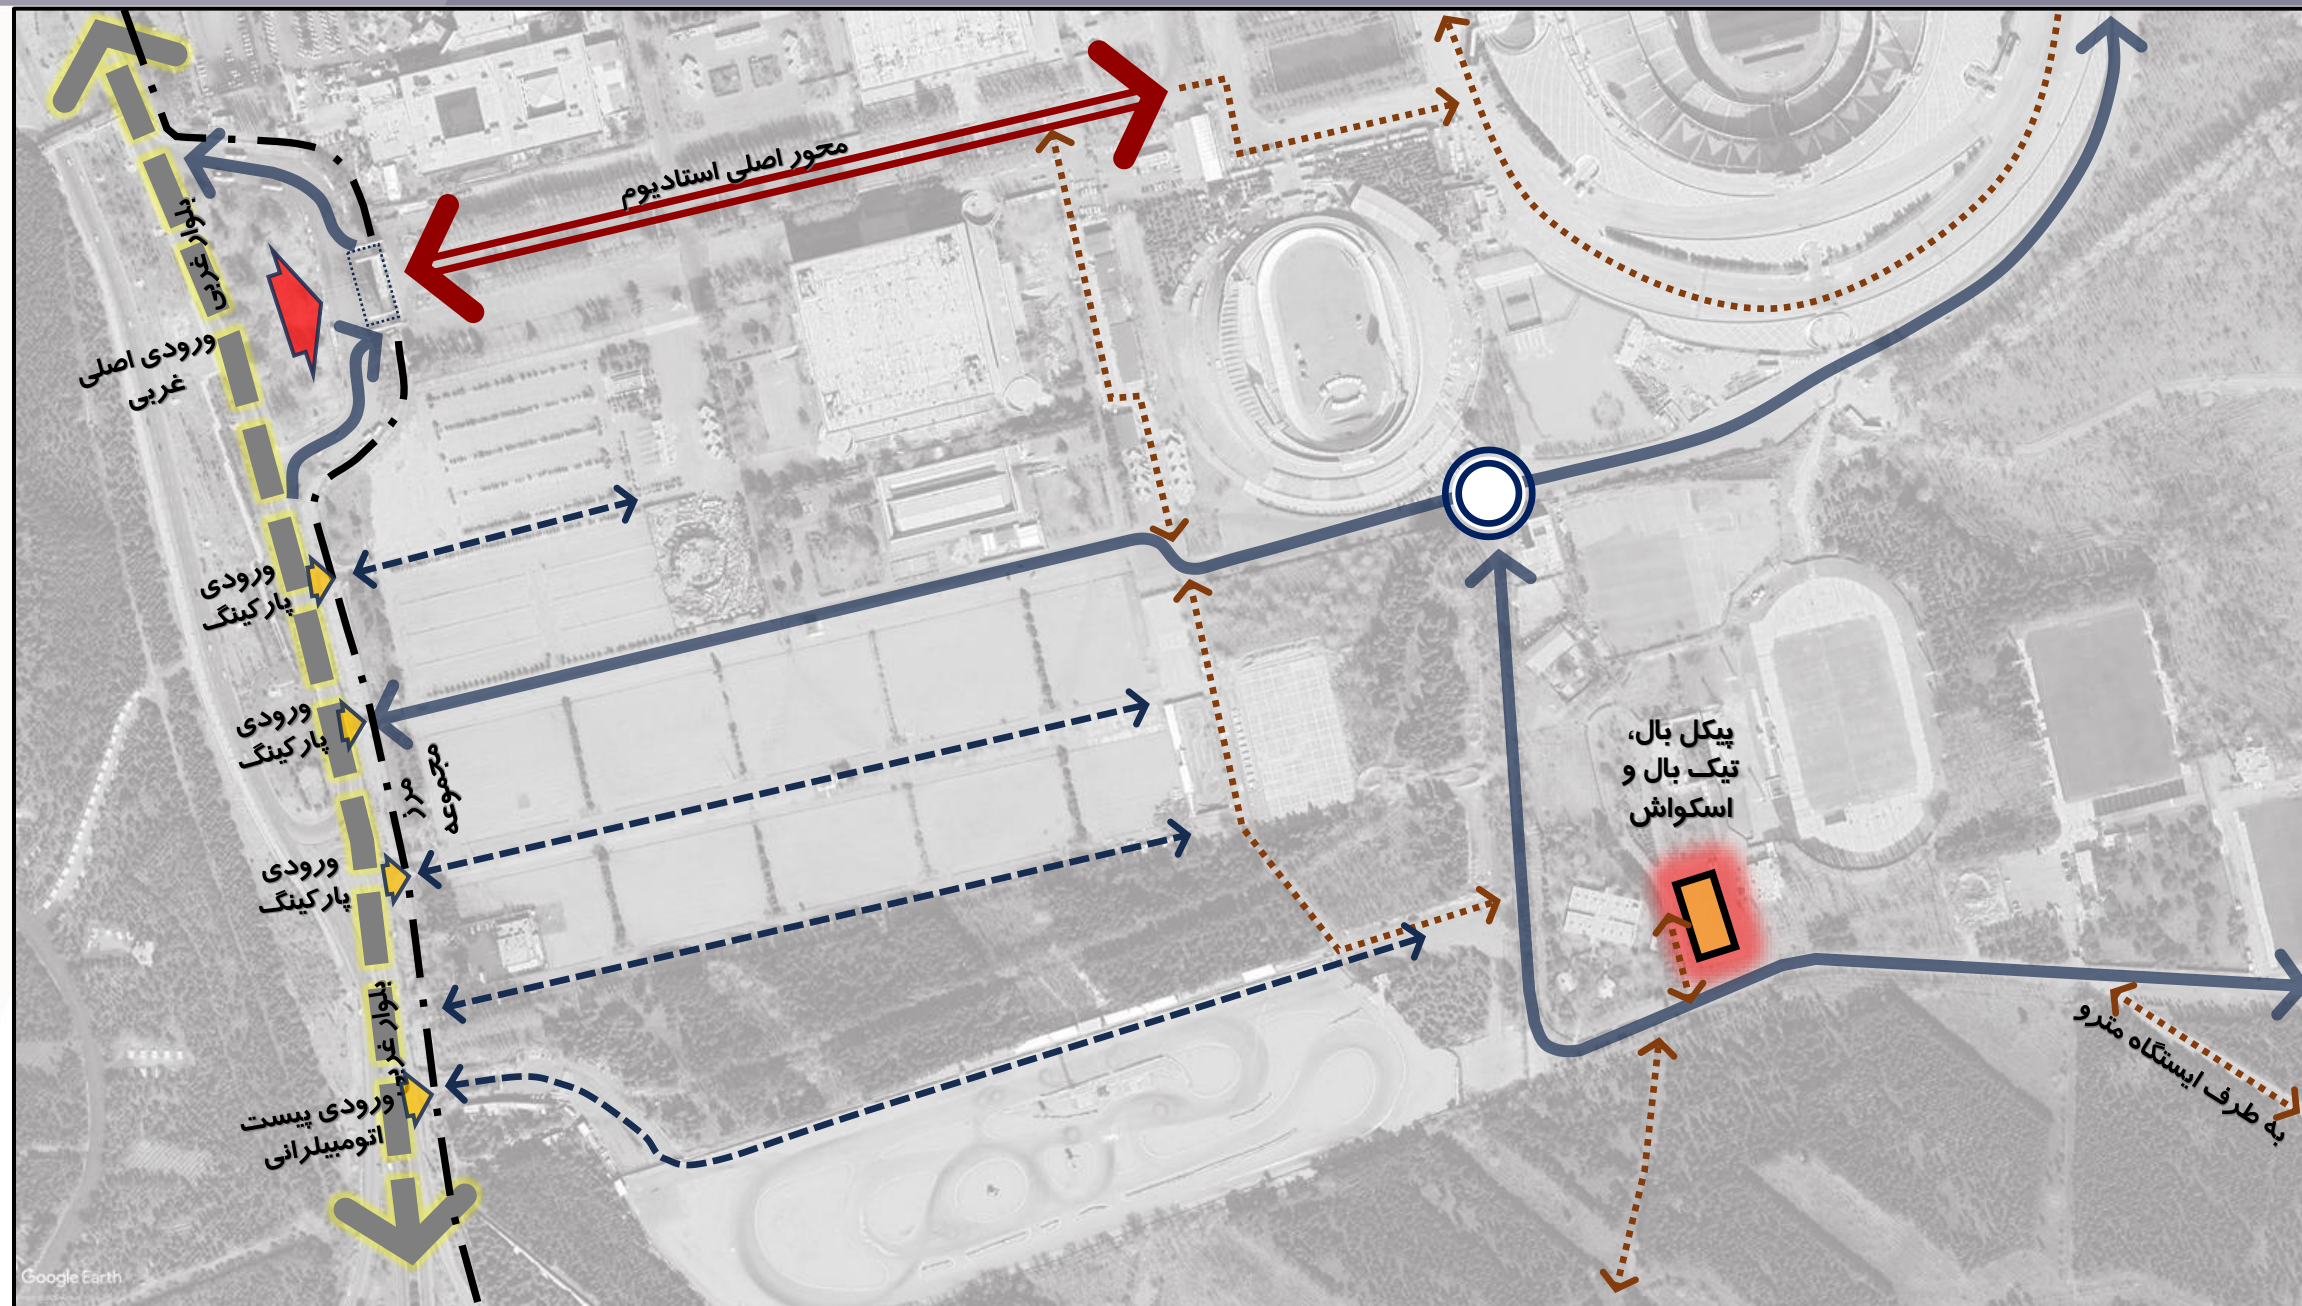 محور اصلی استادیوم
بلوار غربی
ورودی اصلی
غربی
ورودی
پارکینگ
ورودی
پارکینگ
مرز
مجموعه
پیکل بال،
تیک بال و
اسکواش
ورودی
پارکینگ
بلوار غربی
ورودی پیست
اتومبیلرانی
به طرف ایستگاه مترو
Google Earth